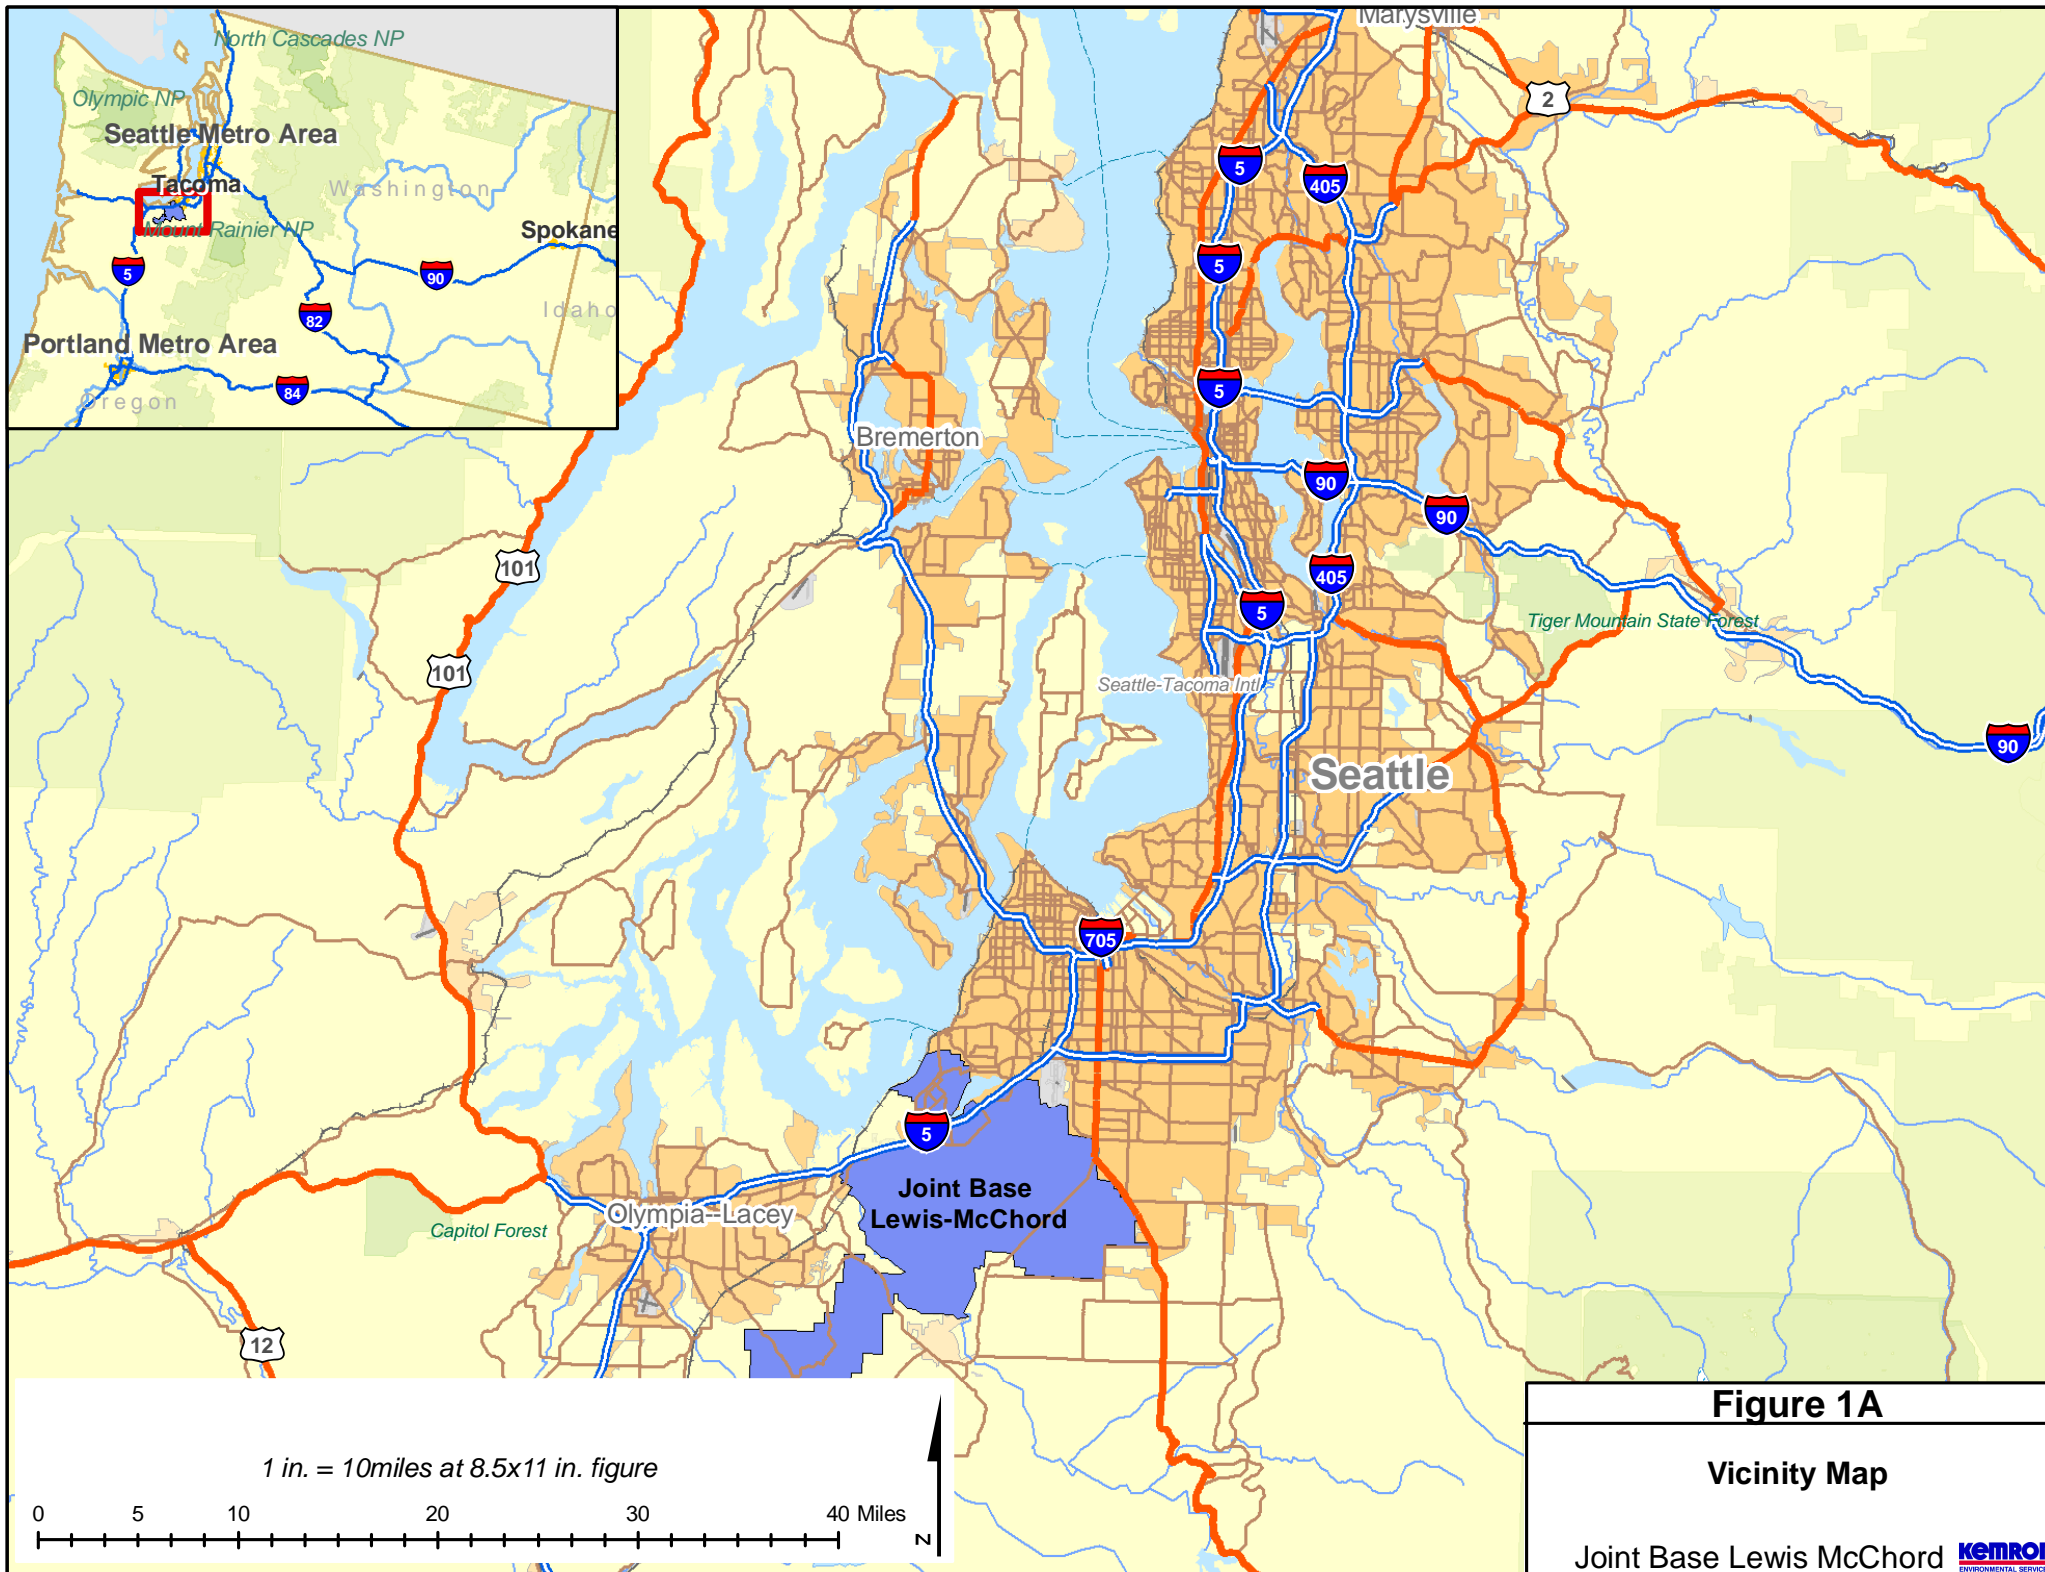 North Cascades NP
Olympic NP
Seattle Metro Area
Tacoma
Washington
Mount Rainier NP
Spokane
5
90
Idaho
82
Portland Metro Area
84
Oregon
Marysville
2
5
405
5
5
Bremerton
90
90
101
405
5
Tiger Mountain State Forest
101
Seattle-Tacoma Intl
90
Seattle
705
5
Joint Base
Lewis-McChord
Olympia--Lacey
Capitol Forest
12
1 in. = 10miles at 8.5x11 in. figure
0 5 10 20 30 40 Miles
N
Figure 1A
Vicinity Map
Joint Base Lewis McChord
KEMRON
ENVIRONMENTAL SERVICES